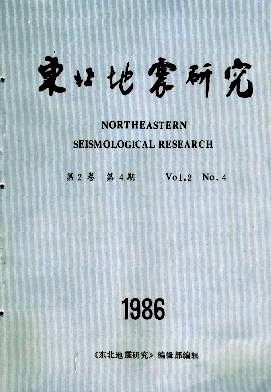 東北地震研究
NORTHEASTERN
SEISMOLOGICAL RESEARCH
第2卷 第4期 Vol.2 No.4
1986
《东北地震研究》编辑部编辑